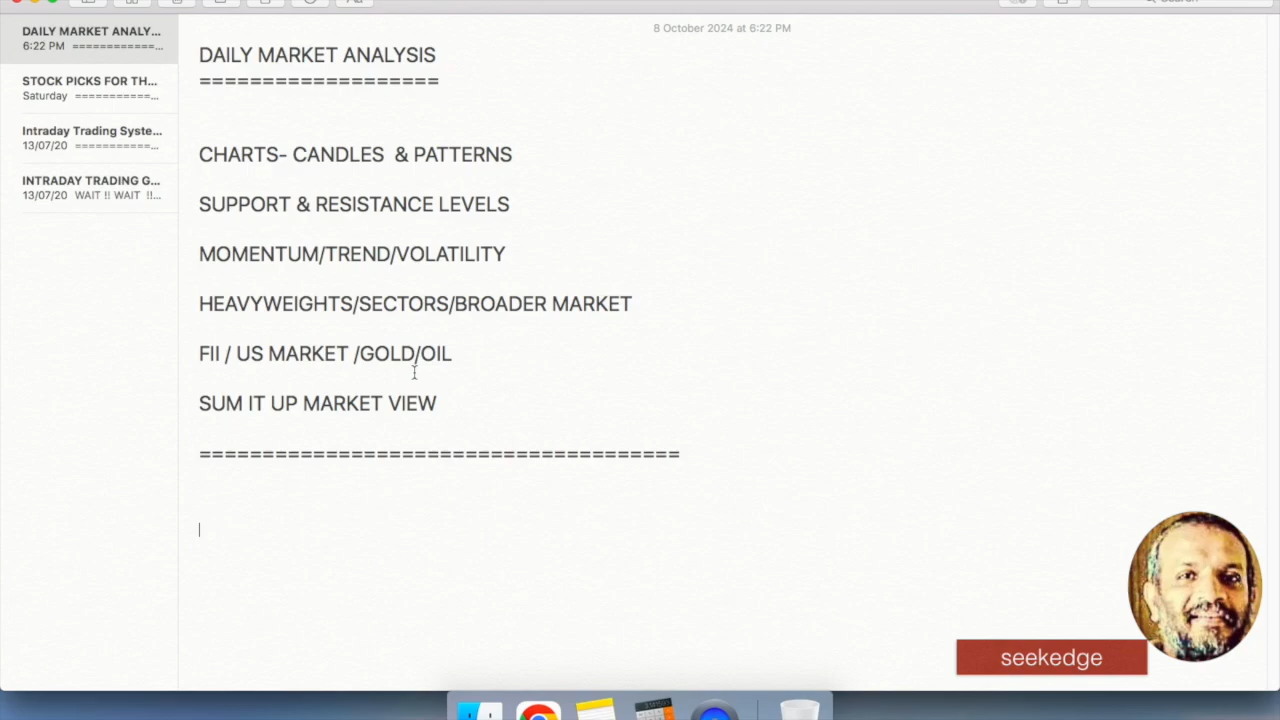 DAILY MARKET ANALY...
6:22 PM ============...
STOCK PICKS FOR TH...
Saturday ===========...
Intraday Trading Syste...
13/07/20 ===========...
INTRADAY TRADING G...
13/07/20 WAIT !! WAIT !!...
8 October 2024 at 6:22 PM
DAILY MARKET ANALYSIS
===================
CHARTS- CANDLES & PATTERNS
SUPPORT & RESISTANCE LEVELS
MOMENTUM/TREND/VOLATILITY
HEAVYWEIGHTS/SECTORS/BROADER MARKET
FII / US MARKET /GOLD/OIL
SUM IT UP MARKET VIEW
======================================
seekedge